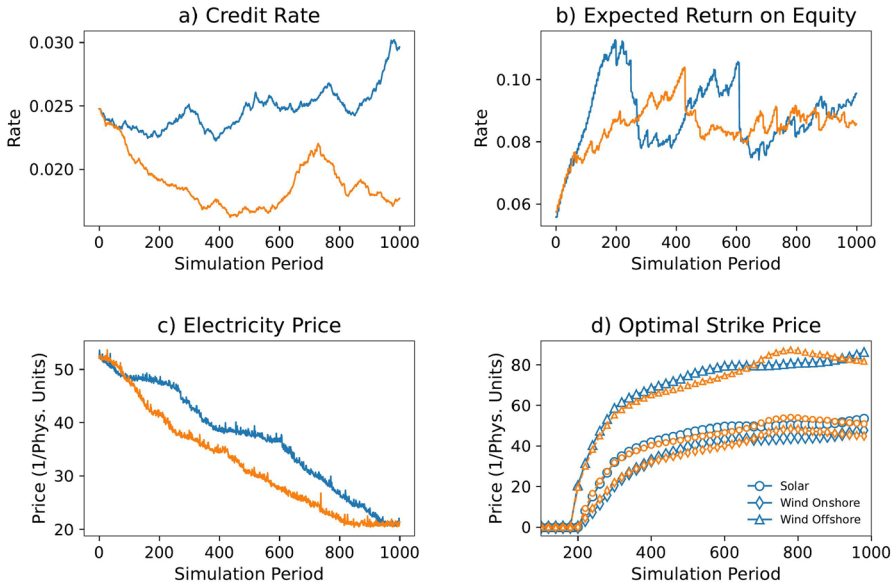 a) Credit Rate
0.030
0.025
0.020
Rate
0 200 400 600 800 1000
Simulation Period
b) Expected Return on Equity
0.10
0.08
0.06
Rate
0 200 400 600 800 1000
Simulation Period
c) Electricity Price
50
40
30
20
Price (1/Phys. Units)
0 200 400 600 800 1000
Simulation Period
d) Optimal Strike Price
80
60
40
20
0
Price (1/Phys. Units)
Solar
Wind Onshore
Wind Offshore
200 400 600 800 1000
Simulation Period